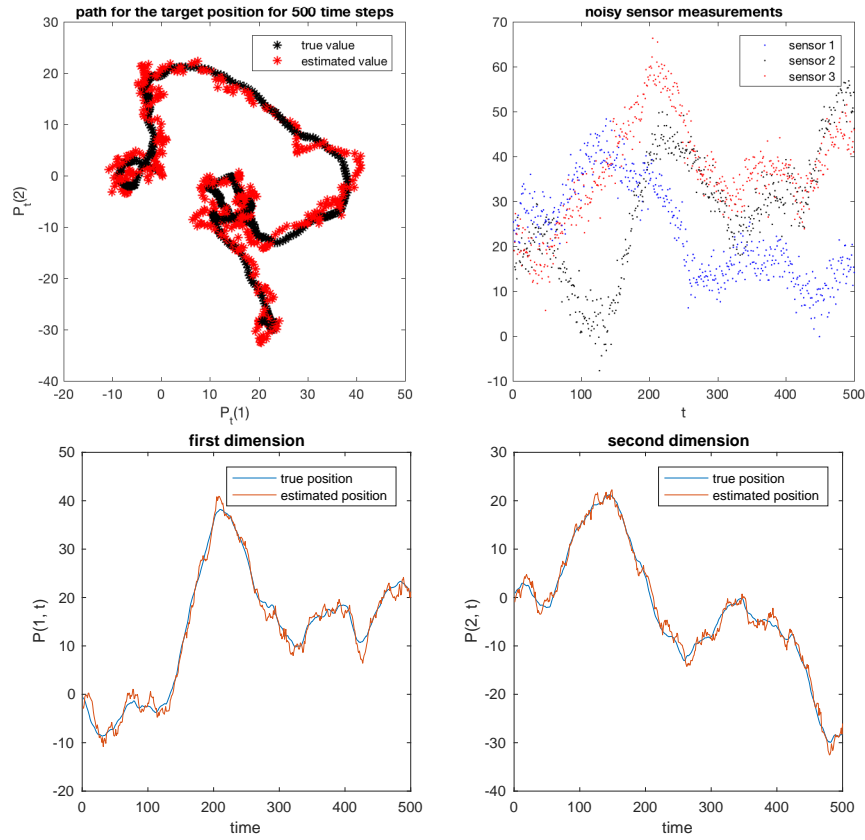 path for the target position for 500 time steps
30
20
10
0
-10
-20
-30
-40
-20
-10
0
10
20
30
40
50
P_t(2)
P_t(1)
true value
estimated value
noisy sensor measurements
70
60
50
40
30
20
10
0
-10
0
100
200
300
400
500
t
sensor 1
sensor 2
sensor 3
first dimension
50
40
30
20
10
0
-10
-20
0
100
200
300
400
500
P(1, t)
time
true position
estimated position
second dimension
30
20
10
0
-10
-20
-30
-40
0
100
200
300
400
500
P(2, t)
time
true position
estimated position